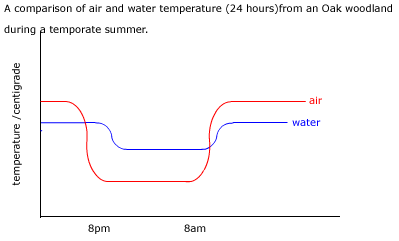 A comparison of air and water temperature (24 hours)from an Oak woodland
during a temporate summer.
temperature / centigrade
air
water
8pm
8am